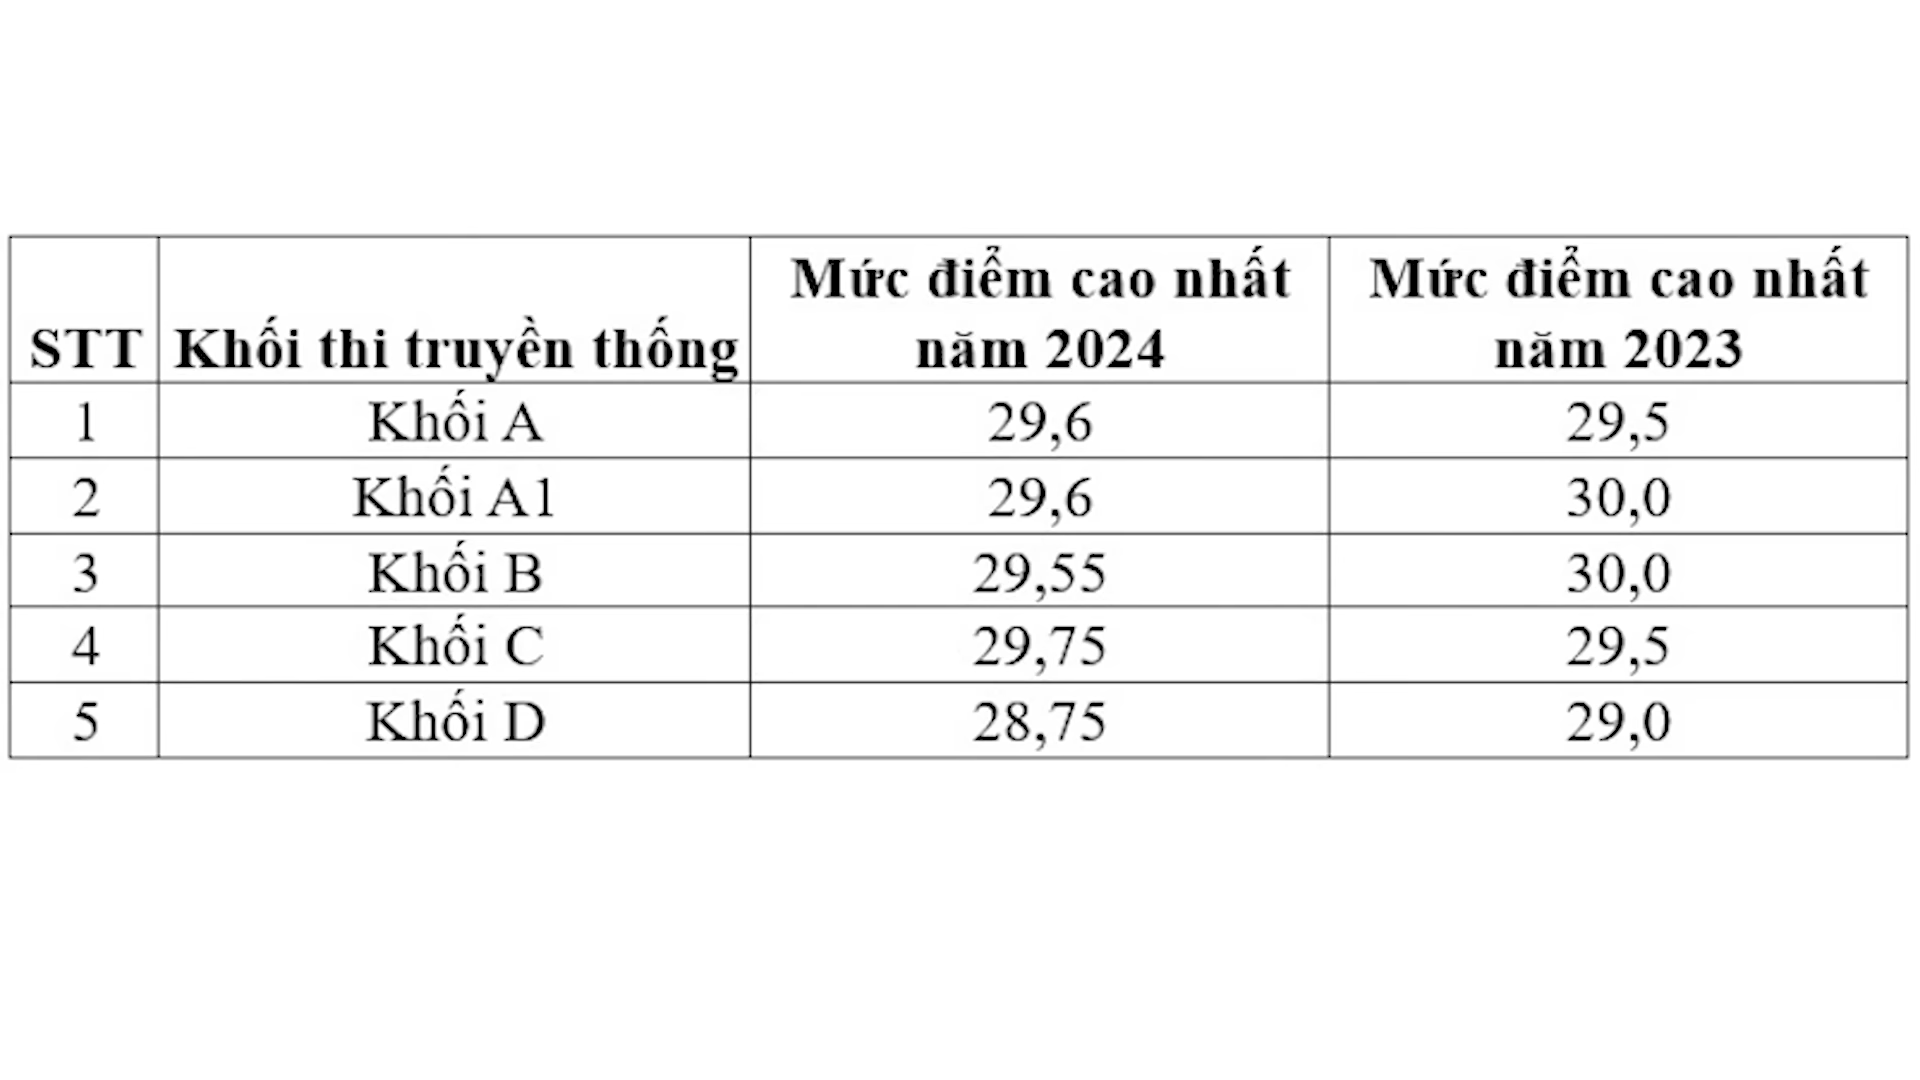 STT Khối thi truyền thống Mức điểm cao nhất năm 2024 Mức điểm cao nhất năm 2023
1 Khối A 29,6 29,5
2 Khối A1 29,6 30,0
3 Khối B 29,55 30,0
4 Khối C 29,75 29,5
5 Khối D 28,75 29,0